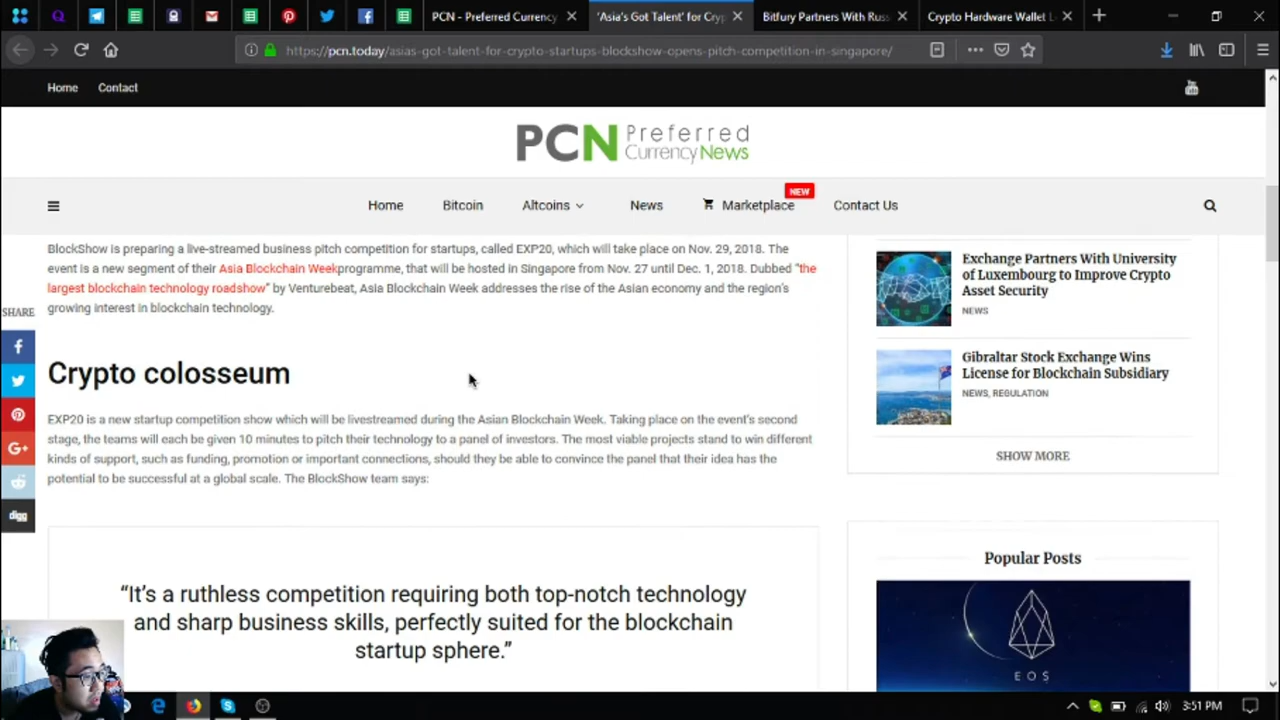 PCN - Preferred Currency
'Asia's Got Talent' for Cryp
Bitfury Partners With Rus
Crypto Hardware Wallet L
https://pcn.today/asias-got-talent-for-crypto-startups-blockshow-opens-pitch-competition-in-singapore/
Home Contact
PCN Preferred
CurrencyNews
NEW
Home Bitcoin Altcoins News Marketplace Contact Us
BlockShow is preparing a live-streamed business pitch competition for startups, called EXP20, which will take place on Nov. 29, 2018. The
event is a new segment of their Asia Blockchain Weekprogramme, that will be hosted in Singapore from Nov. 27 until Dec. 1, 2018. Dubbed "the
largest blockchain technology roadshow" by Venturebeat, Asia Blockchain Week addresses the rise of the Asian economy and the region's
growing interest in blockchain technology.
SHARE
Crypto colosseum
EXP20 is a new startup competition show which will be livestreamed during the Asian Blockchain Week. Taking place on the event's second
stage, the teams will each be given 10 minutes to pitch their technology to a panel of investors. The most viable projects stand to win different
kinds of support, such as funding, promotion or important connections, should they be able to convince the panel that their idea has the
potential to be successful at a global scale. The BlockShow team says:
digg
"It's a ruthless competition requiring both top-notch technology
and sharp business skills, perfectly suited for the blockchain
startup sphere."
Exchange Partners With University
of Luxembourg to Improve Crypto
Asset Security
NEWS
Gibraltar Stock Exchange Wins
License for Blockchain Subsidiary
NEWS, REGULATION
SHOW MORE
Popular Posts
EOS
3:51 PM